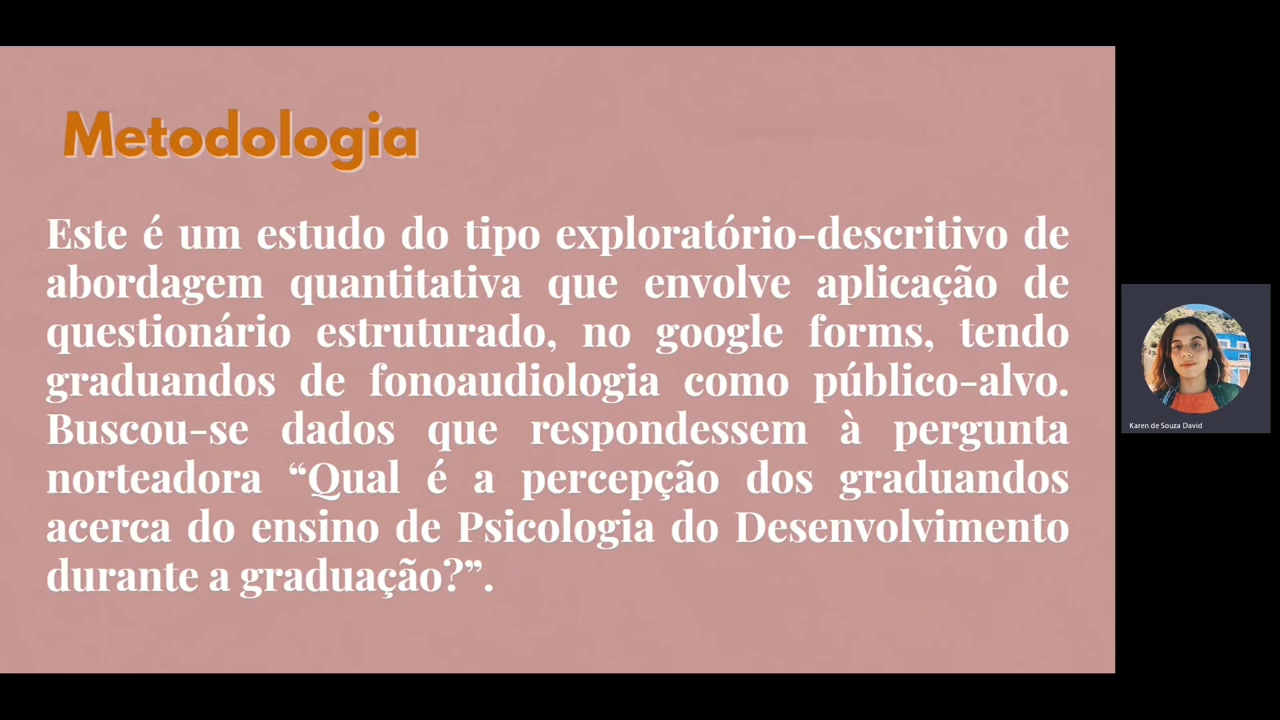 Metodologia
Este é um estudo do tipo exploratório-descritivo de
abordagem quantitativa que envolve aplicação de
questionário estruturado, no google forms, tendo
graduandos de fonoaudiologia como público-alvo.
Buscou-se dados que respondessem à pergunta
norteadora “Qual é a percepção dos graduandos
acerca do ensino de Psicologia do Desenvolvimento
durante a graduação?”.
Karen de Souza David